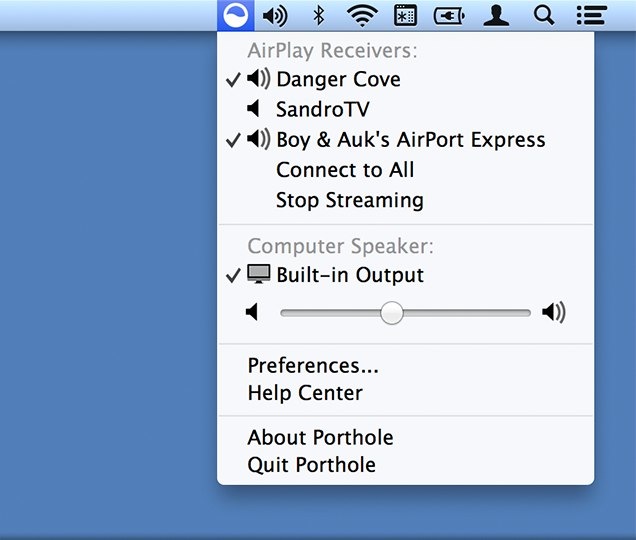 AirPlay Receivers:
Danger Cove
SandroTV
Boy & Auk's AirPort Express
Connect to All
Stop Streaming
Computer Speaker:
Built-in Output
Preferences...
Help Center
About Porthole
Quit Porthole